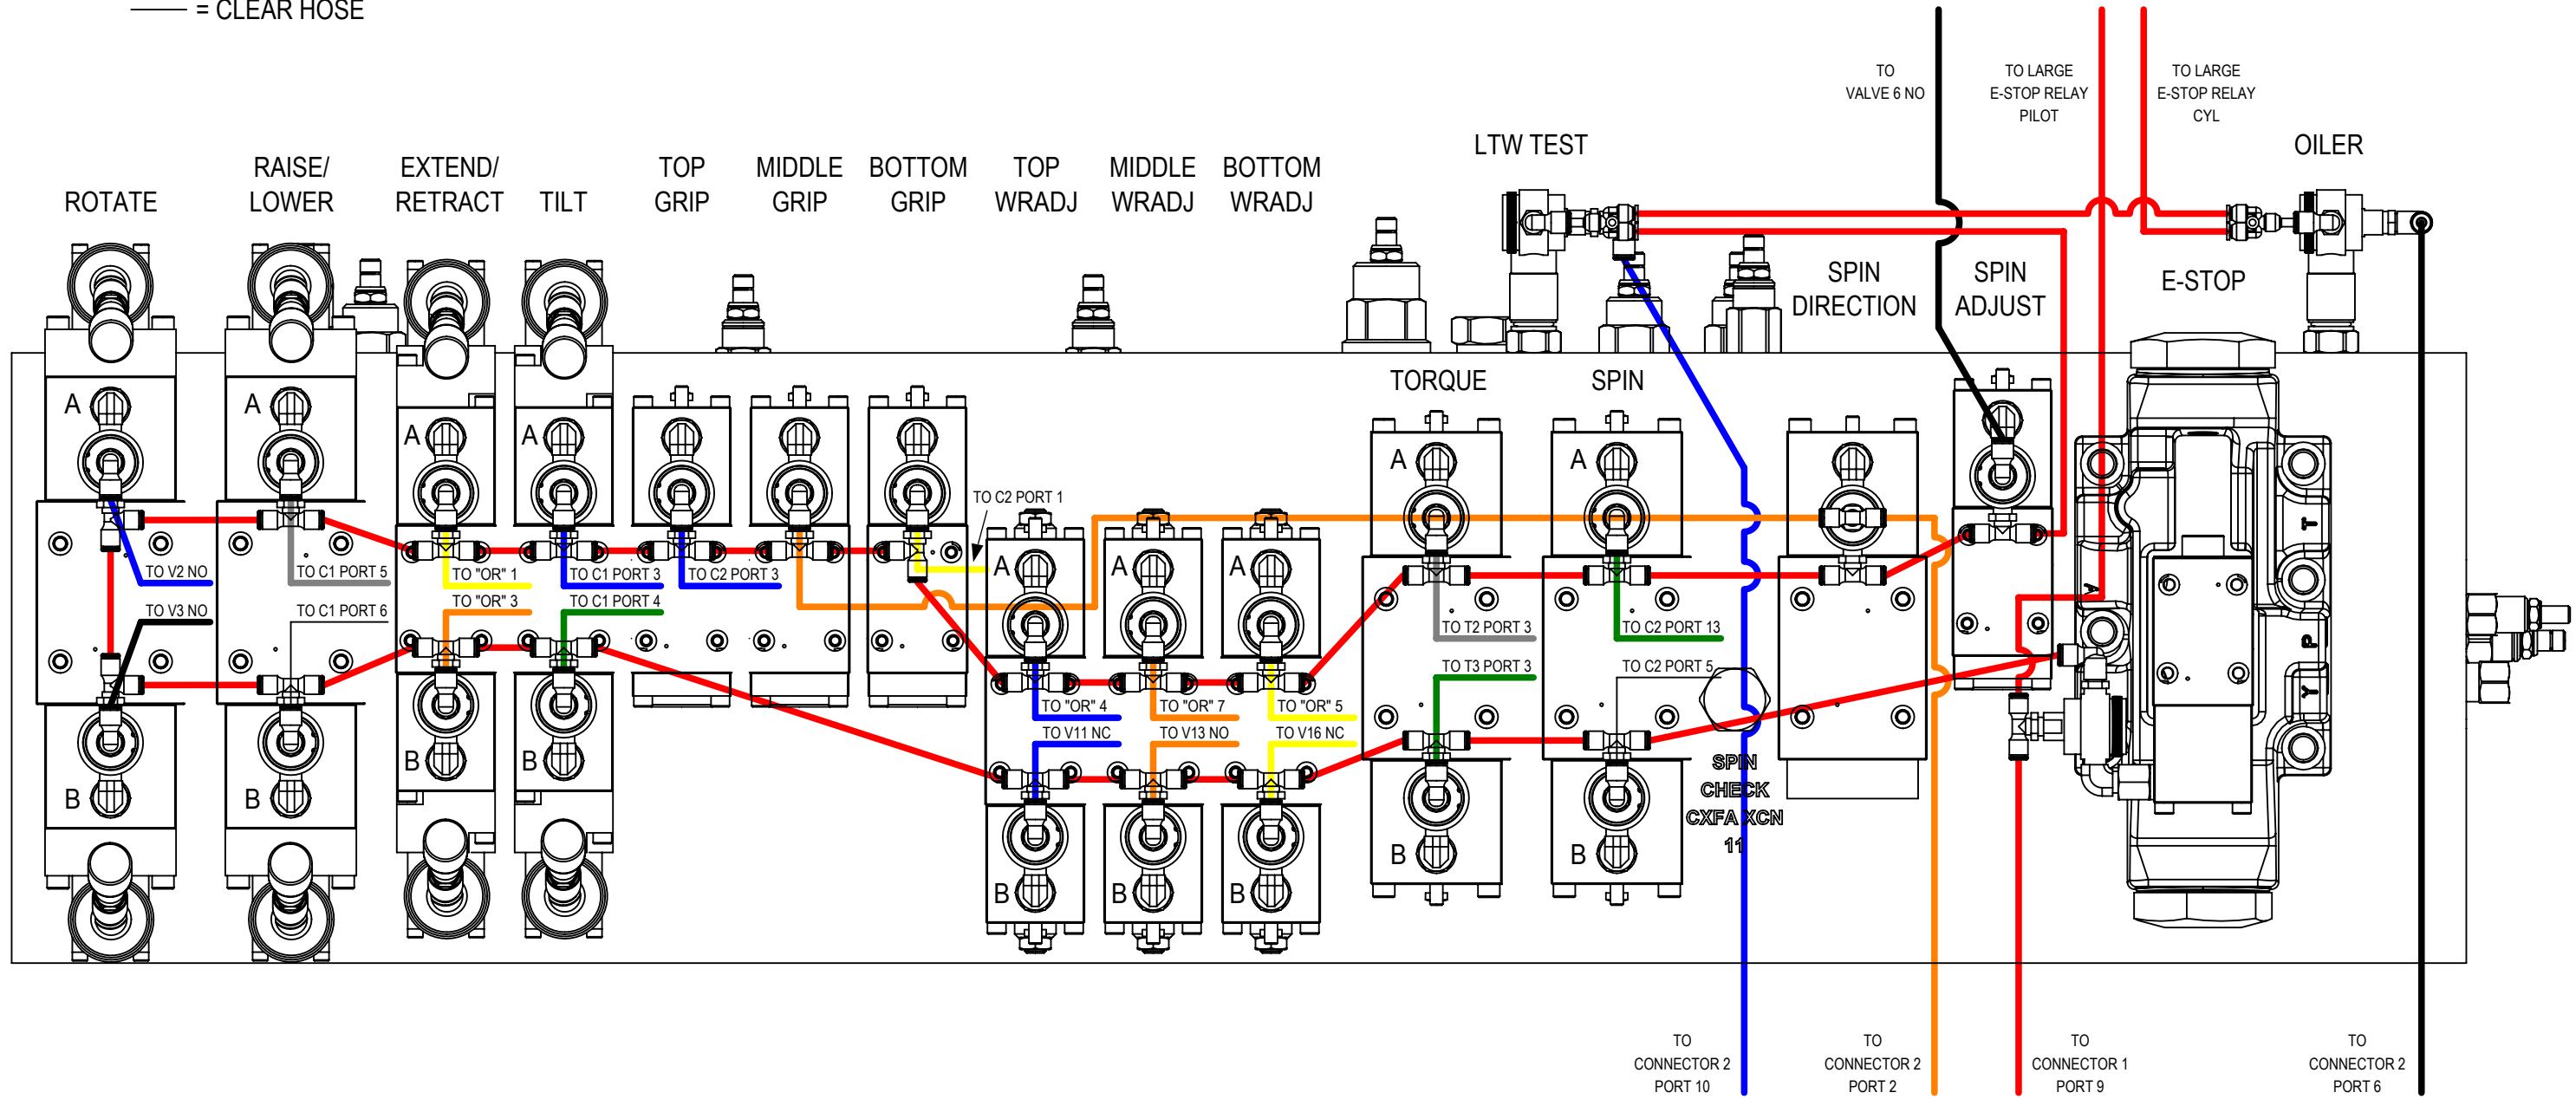 = CLEAR HOSE
TO
VALVE 6 NO
TO LARGE
E-STOP RELAY
PILOT
TO LARGE
E-STOP RELAY
CYL
LTW TEST
OILER
ROTATE
RAISE/
LOWER
EXTEND/
RETRACT
TILT
TOP
GRIP
MIDDLE
GRIP
BOTTOM
GRIP
TOP
WRADJ
MIDDLE
WRADJ
BOTTOM
WRADJ
SPIN
DIRECTION
SPIN
ADJUST
E-STOP
TORQUE
SPIN
A
A
A
A
A
A
A
A
A
TO C2 PORT 1
TO V2 NO
TO C1 PORT 5
TO "OR" 1
TO C1 PORT 3
TO C2 PORT 3
TO V3 NO
TO C1 PORT 6
TO "OR" 3
TO C1 PORT 4
TO T2 PORT 3
TO C2 PORT 13
TO T3 PORT 3
TO C2 PORT 5
TO "OR" 4
TO "OR" 7
TO "OR" 5
TO V11 NC
TO V13 NO
TO V16 NC
T
A
P
Y
B
B
B
B
B
B
B
B
B
SPIN
CHECK
CXFA XCN
11
TO
CONNECTOR 2
PORT 10
TO
CONNECTOR 2
PORT 2
TO
CONNECTOR 1
PORT 9
TO
CONNECTOR 2
PORT 6